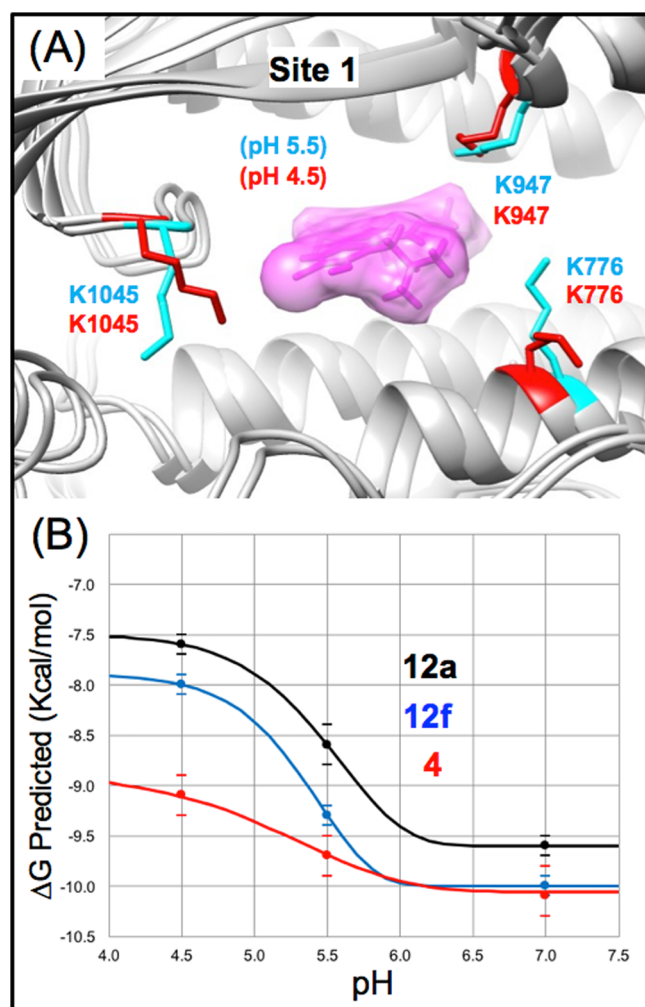 (A)
Site 1
(pH 5.5)
(pH 4.5)
K947
K947
K1045
K1045
K776
K776
(B)
ΔG Predicted (Kcal/mol)
-7.0
-7.5
-8.0
-8.5
-9.0
-9.5
-10.0
-10.5
12a
12f
4
4.0 4.5 5.0 5.5 6.0 6.5 7.0 7.5
pH